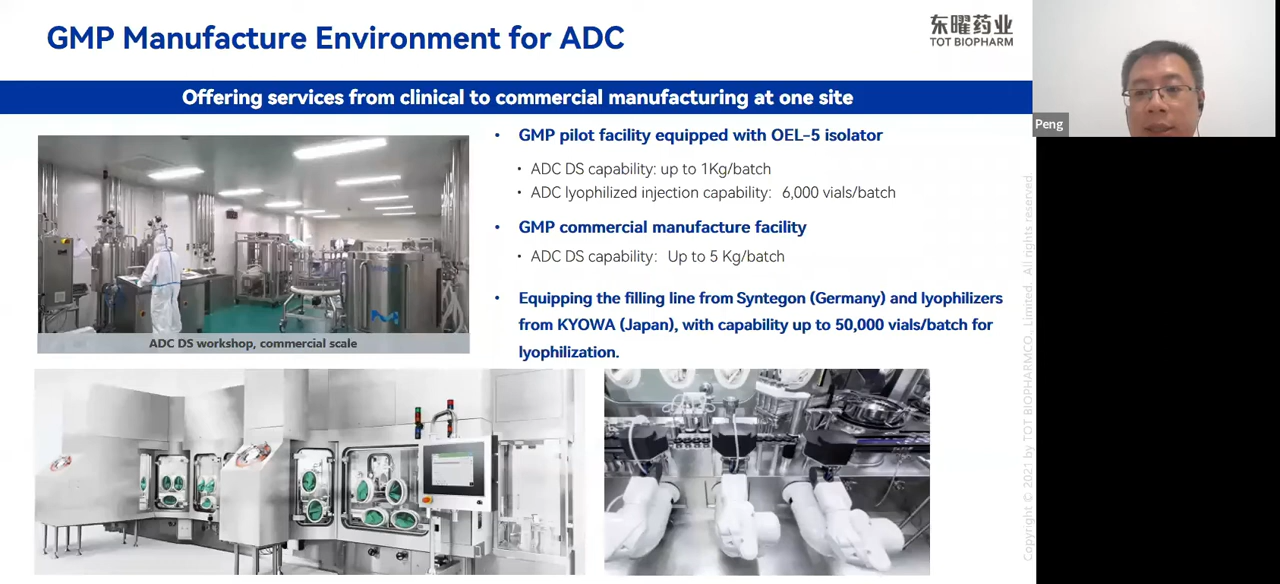 GMP Manufacture Environment for ADC
东曜药业
TOT BIOPHARM
Offering services from clinical to commercial manufacturing at one site
• GMP pilot facility equipped with OEL-5 isolator
• ADC DS capability: up to 1Kg/batch
• ADC lyophilized injection capability: 6,000 vials/batch
• GMP commercial manufacture facility
• ADC DS capability: Up to 5 Kg/batch
• Equipping the filling line from Syntegon (Germany) and lyophilizers
from KYOWA (Japan), with capability up to 50,000 vials/batch for
lyophilization.
ADC DS workshop, commercial scale
Peng
Copyright © 2021 by TOT BIOPHARMCO., Limited. All rights reserved.